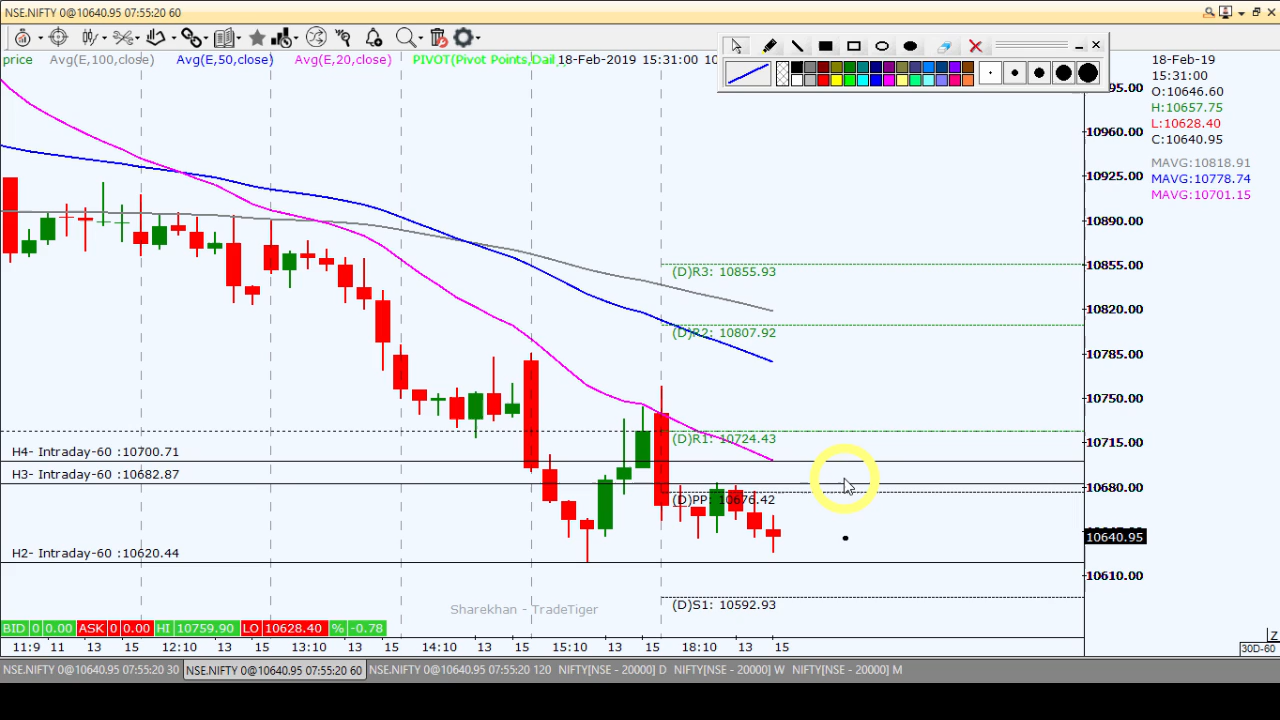 NSE.NIFTY 0@10640.95 07:55:20 60
price Avg(E,100,close) Avg(E,50,close) Avg(E,20,close) PIVOT(Pivot Points,Daily) 18-Feb-2019 15:31:00
18-Feb-19
15:31:00
O:10646.60
H:10657.75
L:10628.40
C:10640.95
MAVG:10818.91
MAVG:10778.74
MAVG:10701.15
10960.00
10925.00
10890.00
10855.00
10820.00
10785.00
10750.00
10715.00
10680.00
10640.95
10610.00
(D)R3: 10855.93
(D)R2: 10807.92
(D)R1: 10724.43
H4- Intraday-60 :10700.71
H3- Intraday-60 :10682.87
(D)PP: 10676.42
H2- Intraday-60 :10620.44
(D)S1: 10592.93
Sharekhan - TradeTiger
BID 0 0.00 ASK 0 0.00 HI 10759.90 LO 10628.40 % -0.78
11:9 11 13 15 12:10 13 15 13:10 13 15 14:10 13 15 15:10 13 15 18:10 13 15
Z
30D-60
NSE.NIFTY 0@10640.95 07:55:20 30 NSE.NIFTY 0@10640.95 07:55:20 60 NSE.NIFTY 0@10640.95 07:55:20 120 NIFTY[NSE - 20000] D NIFTY[NSE - 20000] W NIFTY[NSE - 20000] M